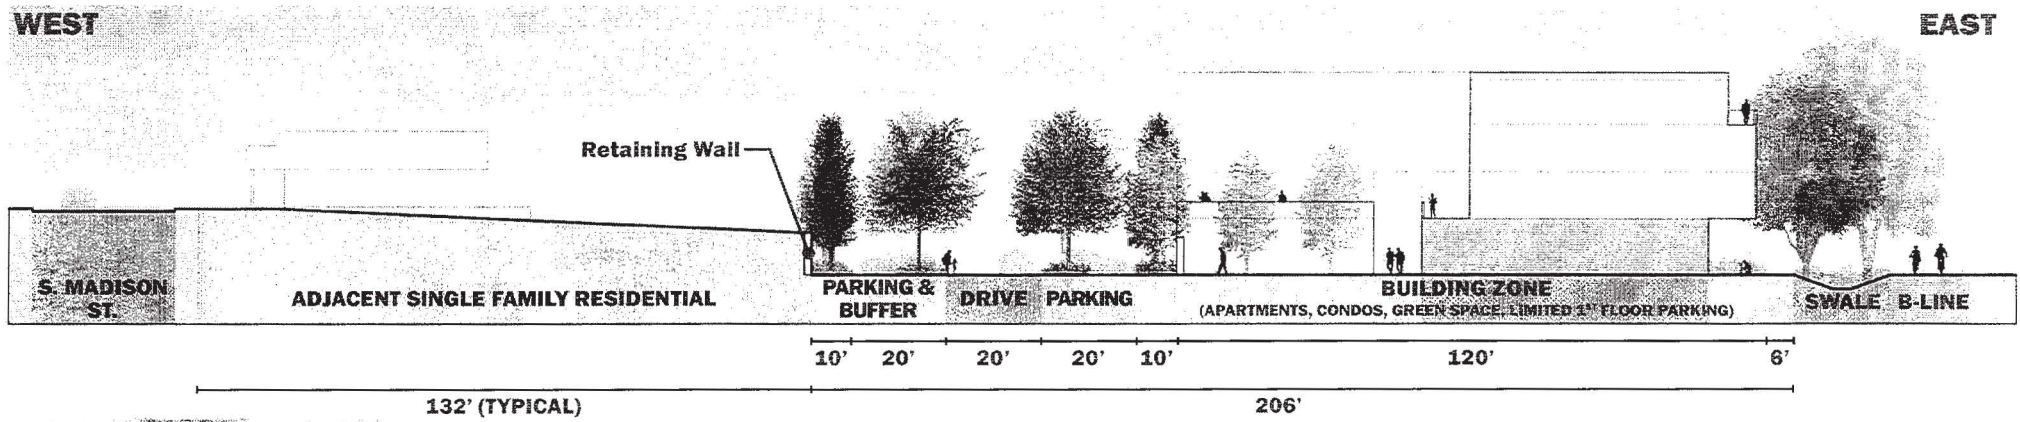 WEST
EAST
Retaining Wall
S. MADISON
ST.
ADJACENT SINGLE FAMILY RESIDENTIAL
PARKING &
BUFFER
DRIVE
PARKING
BUILDING ZONE
(APARTMENTS, CONDOS, GREEN SPACE, LIMITED 1ST FLOOR PARKING)
SWALE
B-LINE
10' 20' 20' 20' 10' 120' 6'
132' (TYPICAL)
206'